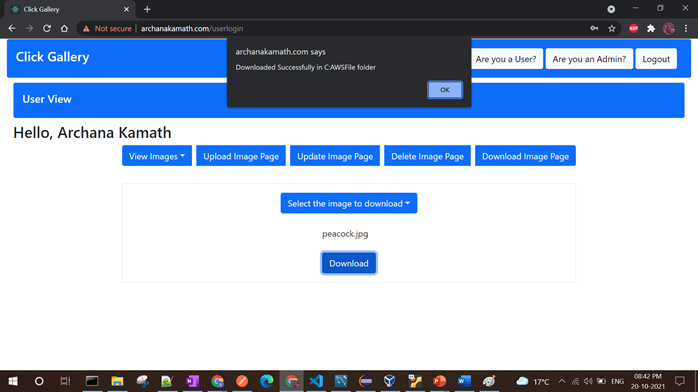 Click Gallery
Not secure | archanakamath.com/userlogin
ABP
archanakamath.com says
Downloaded Successfully in C:AWSFile folder
OK
Click Gallery
Are you a User?
Are you an Admin?
Logout
User View
Hello, Archana Kamath
View Images
Upload Image Page
Update Image Page
Delete Image Page
Download Image Page
Select the image to download
peacock.jpg
Download
17°C
ENG
08:42 PM
20-10-2021